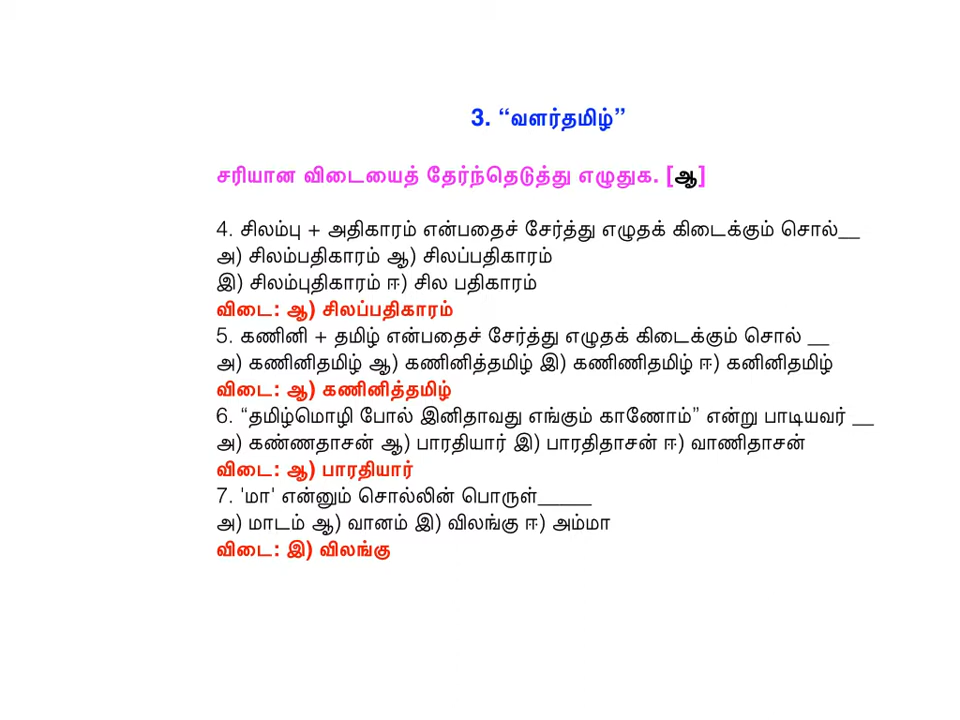 3. “வளர்தமிழ்”
சரியான விடையைத் தேர்ந்தெடுத்து எழுதுக. [ஆ]
4. சிலம்பு + அதிகாரம் என்பதைச் சேர்த்து எழுதக் கிடைக்கும் சொல்__
அ) சிலம்பதிகாரம் ஆ) சிலப்பதிகாரம்
இ) சிலம்புதிகாரம் ஈ) சில பதிகாரம்
விடை: ஆ) சிலப்பதிகாரம்
5. கணினி + தமிழ் என்பதைச் சேர்த்து எழுதக் கிடைக்கும் சொல் __
அ) கணினிதமிழ் ஆ) கணினித்தமிழ் இ) கணிணிதமிழ் ஈ) கனினிதமிழ்
விடை: ஆ) கணினித்தமிழ்
6. “தமிழ்மொழி போல் இனிதாவது எங்கும் காணோம்” என்று பாடியவர் __
அ) கண்ணதாசன் ஆ) பாரதியார் இ) பாரதிதாசன் ஈ) வாணிதாசன்
விடை: ஆ) பாரதியார்
7. 'மா' என்னும் சொல்லின் பொருள்_____
அ) மாடம் ஆ) வானம் இ) விலங்கு ஈ) அம்மா
விடை: இ) விலங்கு